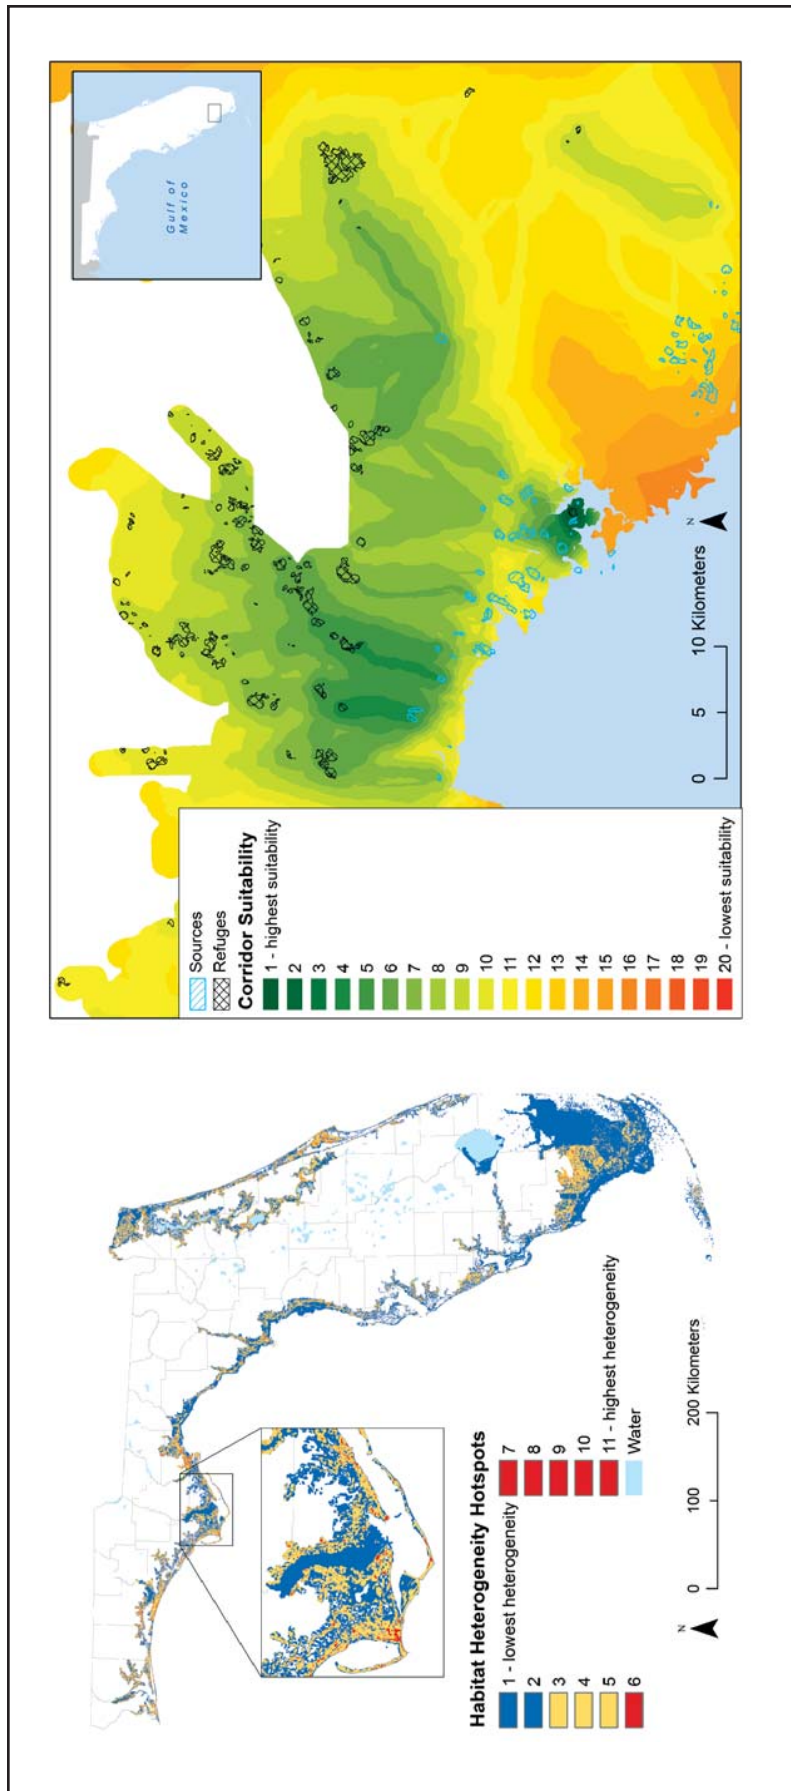 Habitat Heterogeneity Hotspots
1 - lowest heterogeneity
2
3
4
5
6
7
8
9
10
11 - highest heterogeneity
Water
N
0 100 200 Kilometers
Gulf of
Mexico
Sources
Refuges
Corridor Suitability
1 - highest suitability
2
3
4
5
6
7
8
9
10
11
12
13
14
15
16
17
18
19
20 - lowest suitability
0 5 10 Kilometers
N